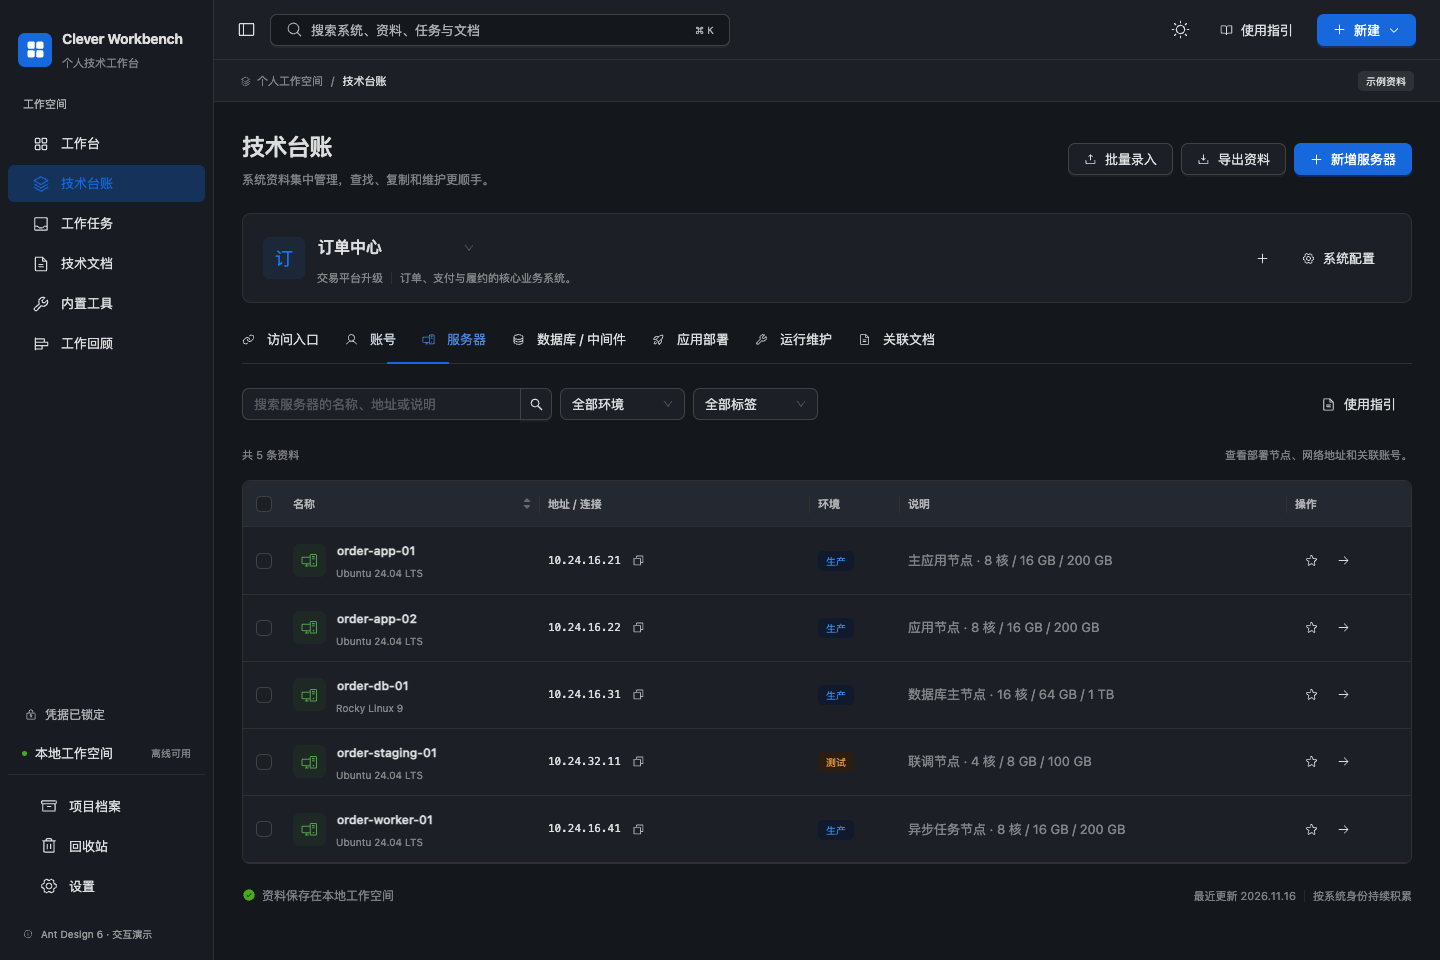 Clever Workbench
个人技术工作台
工作空间
工作台
技术台账
工作任务
技术文档
内置工具
工作回顾
凭据已锁定
本地工作空间 离线可用
项目档案
回收站
设置
Ant Design 6 · 交互演示
搜索系统、资料、任务与文档 ⌘ K
使用指引
新建
个人工作空间 / 技术台账
示例资料
技术台账
系统资料集中管理，查找、复制和维护更顺手。
批量录入
导出资料
新增服务器
订
订单中心
交易平台升级 订单、支付与履约的核心业务系统。
系统配置
访问入口 账号 服务器 数据库 / 中间件 应用部署 运行维护 关联文档
搜索服务器的名称、地址或说明
全部环境
全部标签
使用指引
共 5 条资料
查看部署节点、网络地址和关联账号。
名称 地址 / 连接 环境 说明 操作
order-app-01
Ubuntu 24.04 LTS
10.24.16.21 生产 主应用节点 · 8 核 / 16 GB / 200 GB
order-app-02
Ubuntu 24.04 LTS
10.24.16.22 生产 应用节点 · 8 核 / 16 GB / 200 GB
order-db-01
Rocky Linux 9
10.24.16.31 生产 数据库主节点 · 16 核 / 64 GB / 1 TB
order-staging-01
Ubuntu 24.04 LTS
10.24.32.11 测试 联调节点 · 4 核 / 8 GB / 100 GB
order-worker-01
Ubuntu 24.04 LTS
10.24.16.41 生产 异步任务节点 · 8 核 / 16 GB / 200 GB
资料保存在本地工作空间
最近更新 2026.11.16 按系统身份持续积累